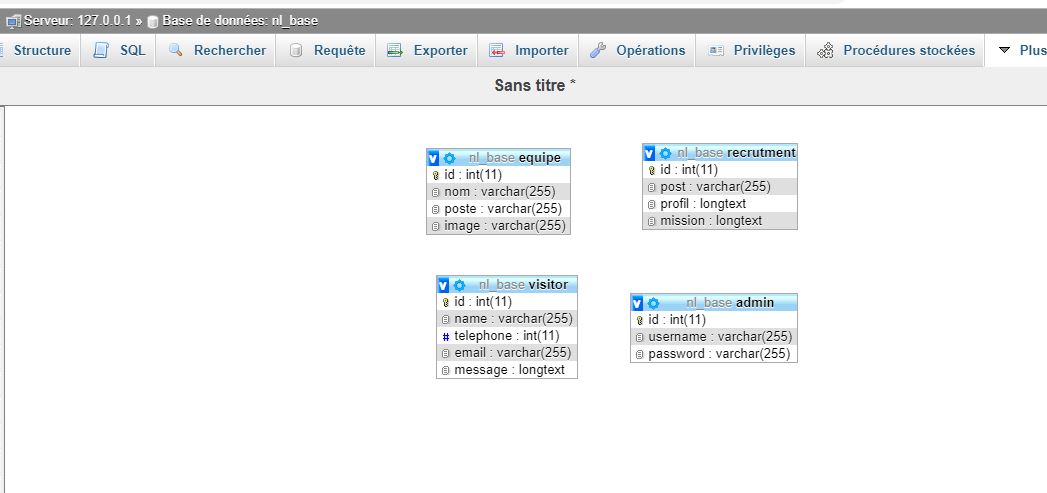 Serveur: 127.0.0.1 » Base de données: nl_base
Structure SQL Rechercher Requête Exporter Importer Opérations Privilèges Procédures stockées Plus
Sans titre *
nl_base equipe
id : int(11)
nom : varchar(255)
poste : varchar(255)
image : varchar(255)
nl_base recrutment
id : int(11)
post : varchar(255)
profil : longtext
mission : longtext
nl_base visitor
id : int(11)
name : varchar(255)
# telephone : int(11)
email : varchar(255)
message : longtext
nl_base admin
id : int(11)
username : varchar(255)
password : varchar(255)